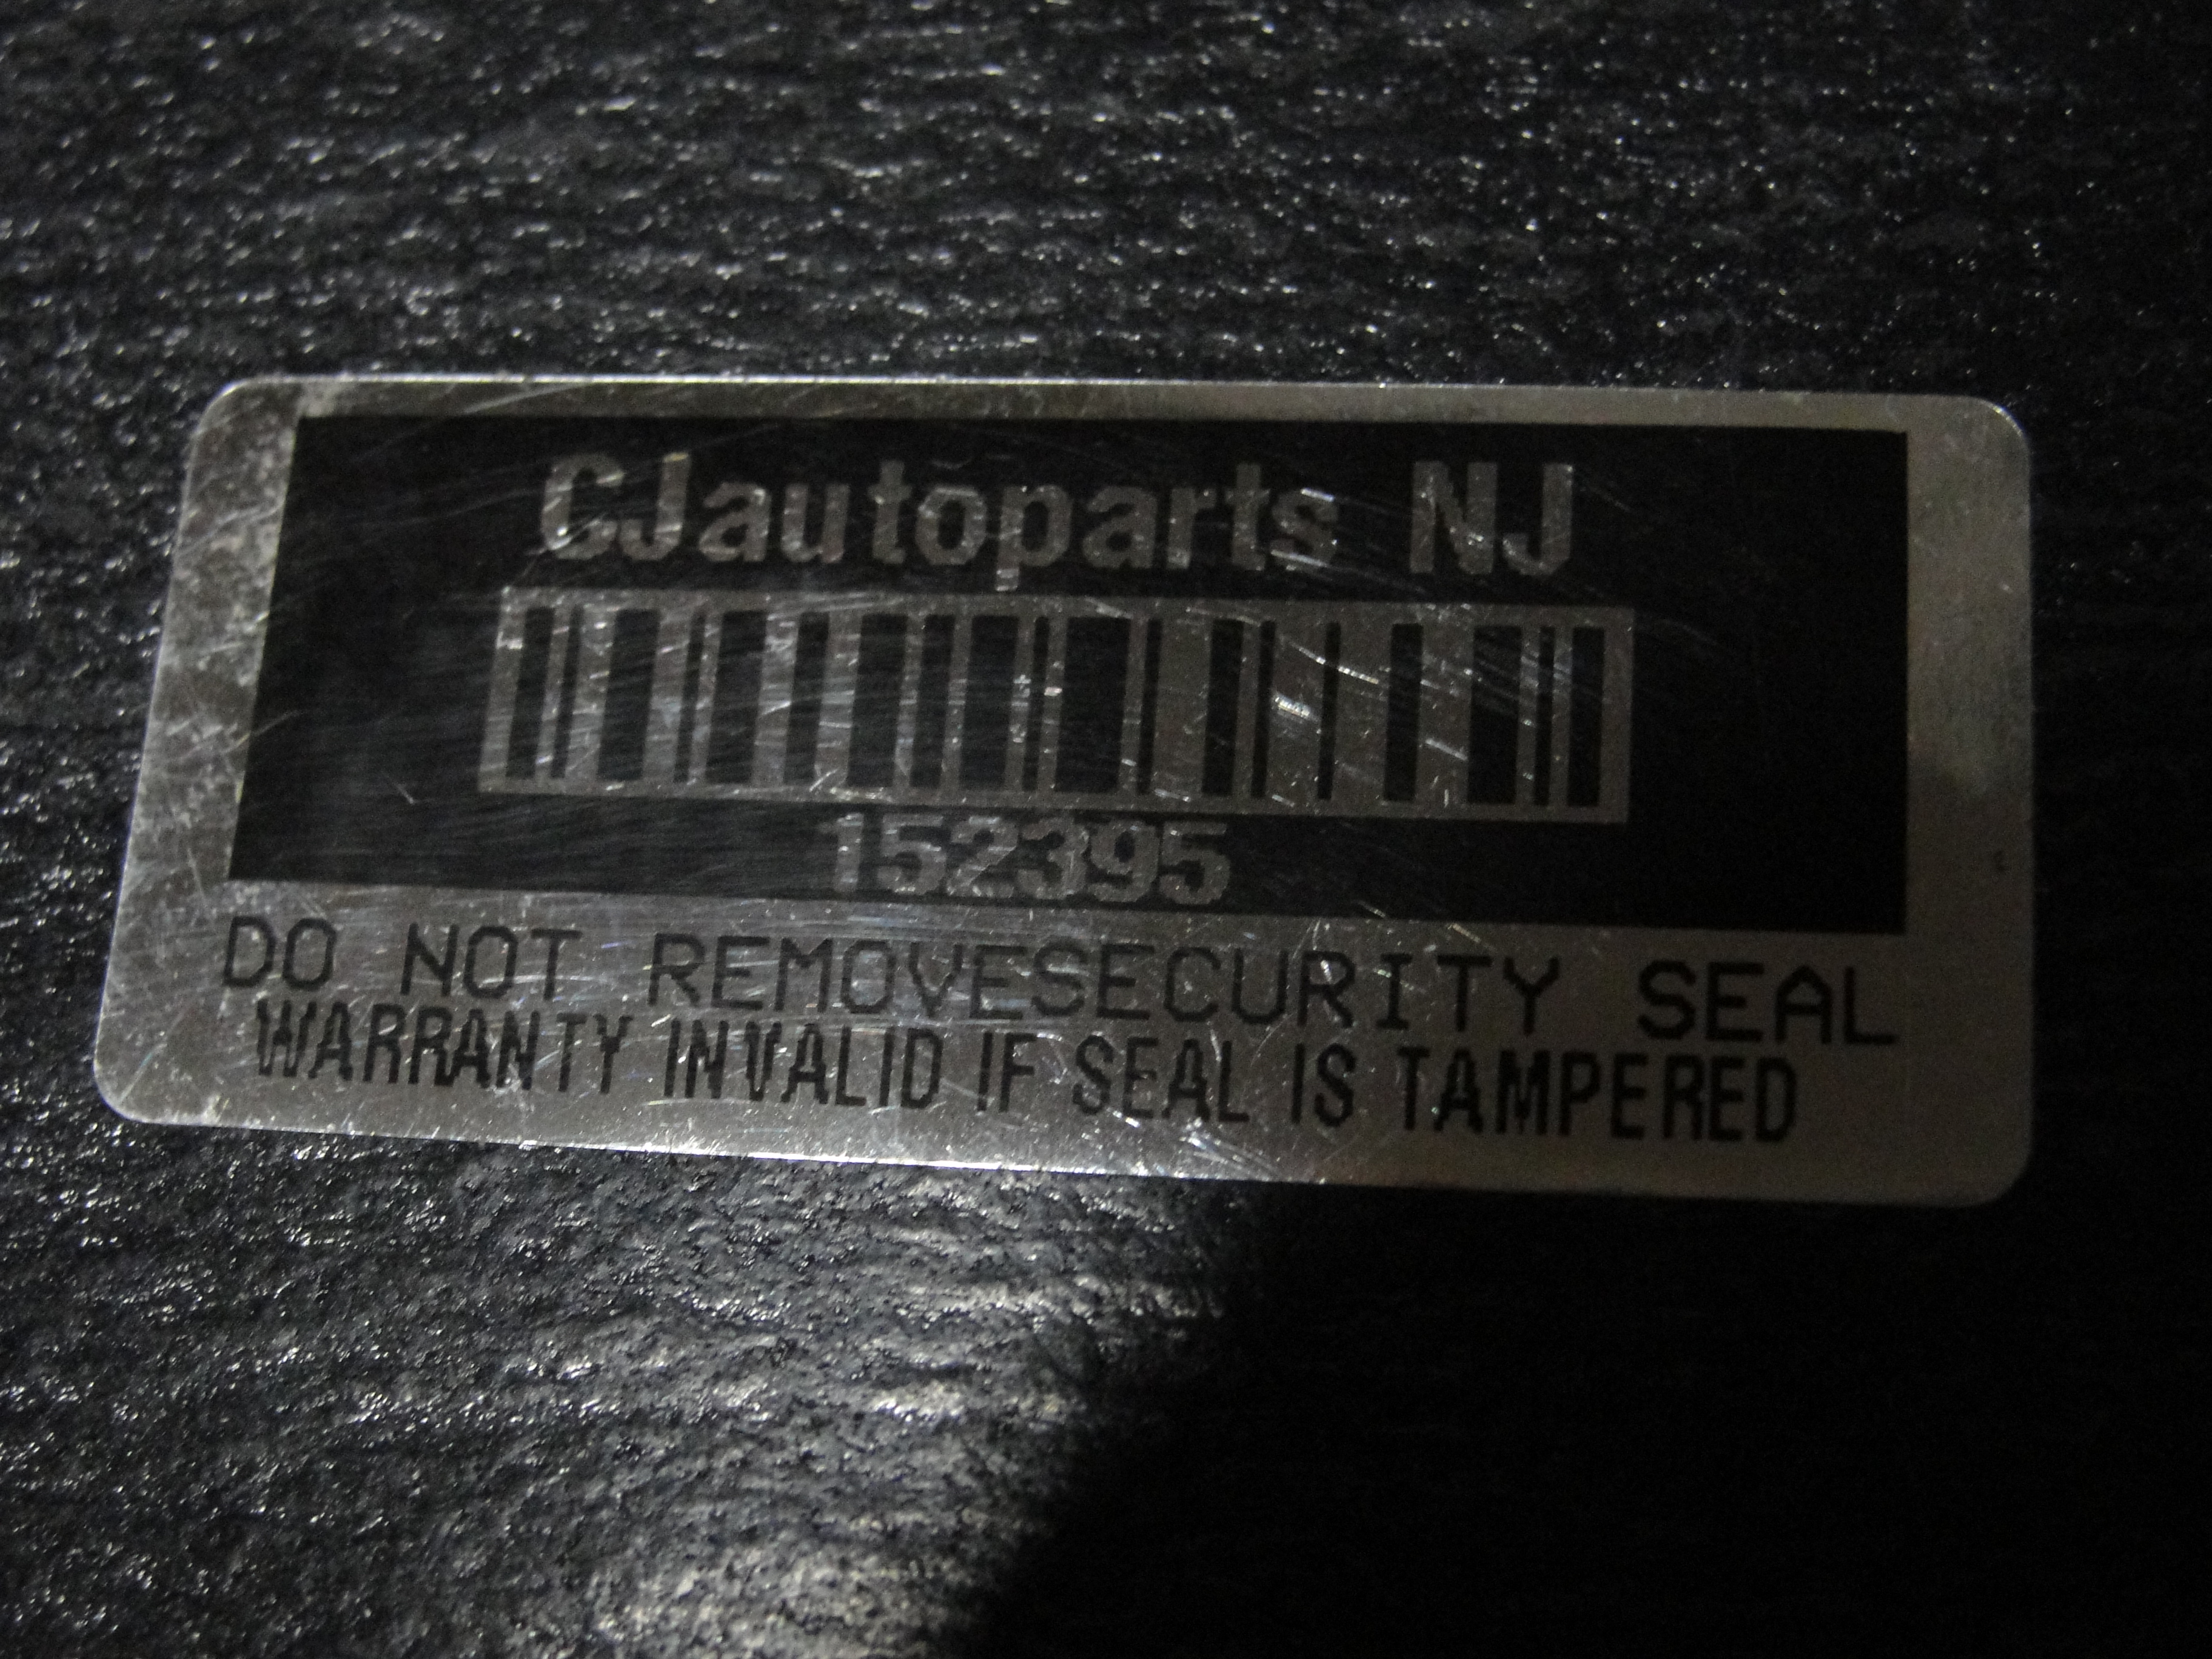 CJautoparts NJ
152395
DO NOT REMOVESECURITY SEAL
WARRANTY INVALID IF SEAL IS TAMPERED